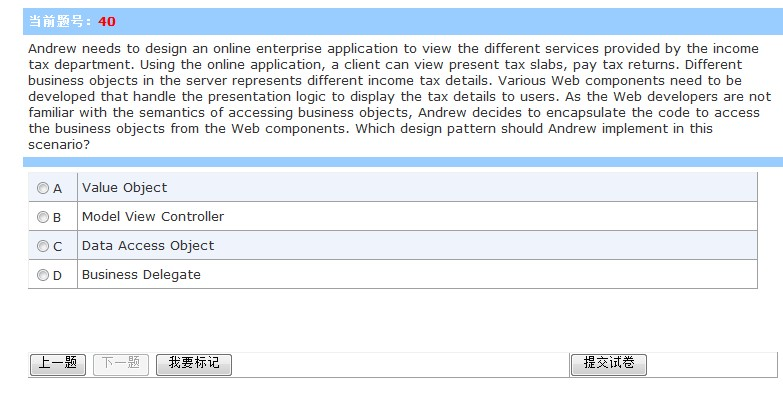 当前题号：40
Andrew needs to design an online enterprise application to view the different services provided by the income
tax department. Using the online application, a client can view present tax slabs, pay tax returns. Different
business objects in the server represents different income tax details. Various Web components need to be
developed that handle the presentation logic to display the tax details to users. As the Web developers are not
familiar with the semantics of accessing business objects, Andrew decides to encapsulate the code to access
the business objects from the Web components. Which design pattern should Andrew implement in this
scenario?
A Value Object
B Model View Controller
C Data Access Object
D Business Delegate
上一题 下一题 我要标记 提交试卷